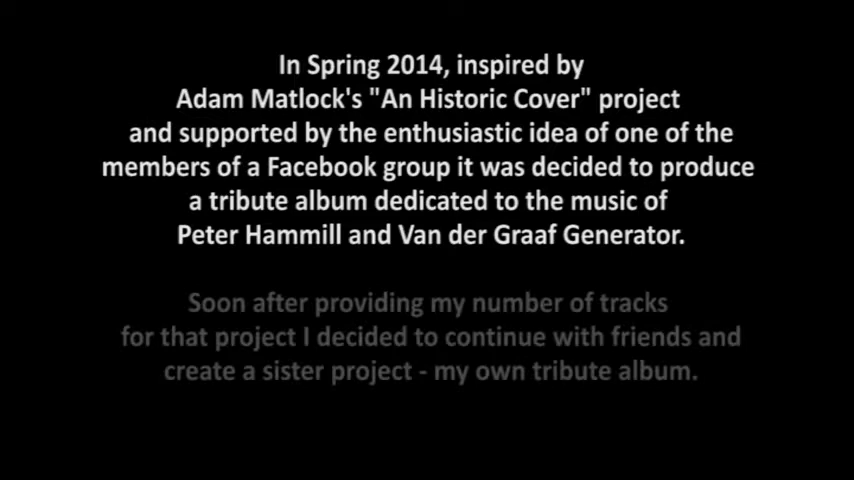 In Spring 2014, inspired by
Adam Matlock's "An Historic Cover" project
and supported by the enthusiastic idea of one of the
members of a Facebook group it was decided to produce
a tribute album dedicated to the music of
Peter Hammill and Van der Graaf Generator.
Soon after providing my number of tracks
for that project I decided to continue with friends and
create a sister project - my own tribute album.